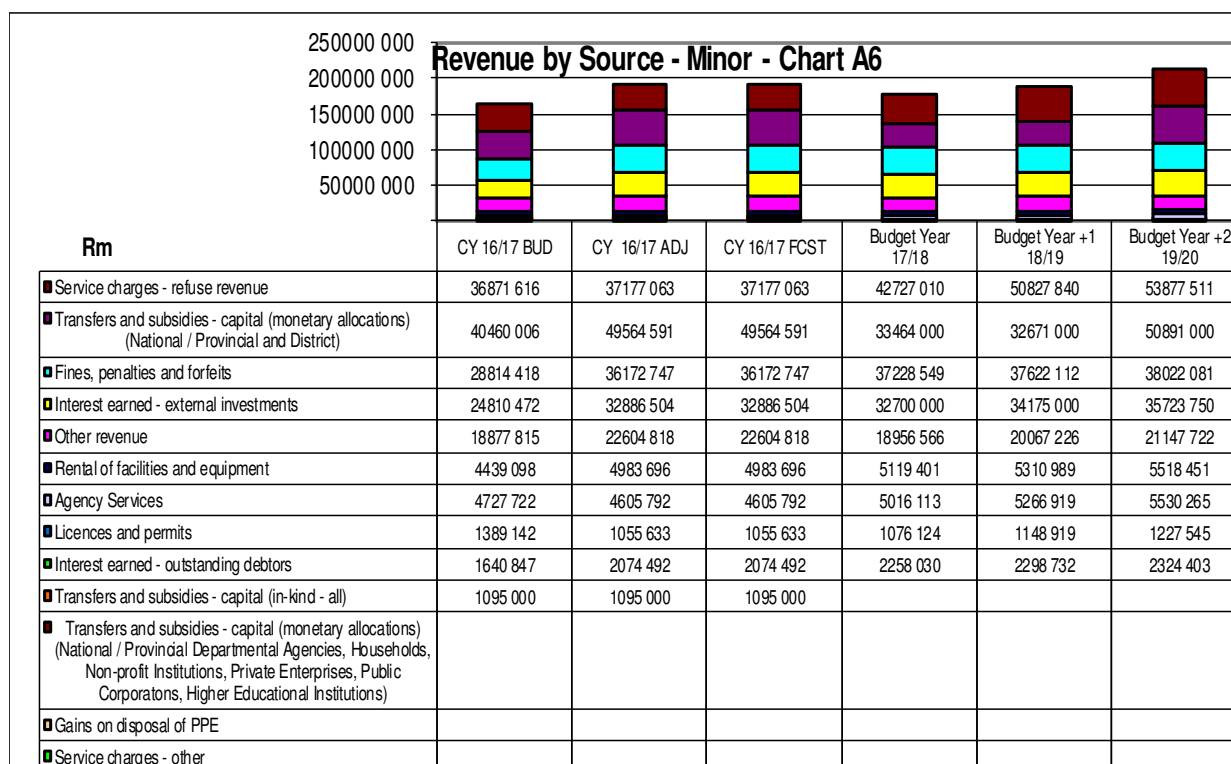 250000 000
Revenue by Source - Minor - Chart A6
200000 000
150000 000
100000 000
50000 000
Rm
CY 16/17 BUD
CY 16/17 ADJ
CY 16/17 FCST
Budget Year
17/18
Budget Year +1
18/19
Budget Year +2
19/20
Service charges - refuse revenue 36871 616 37177 063 37177 063 42727 010 50827 840 53877 511
Transfers and subsidies - capital (monetary allocations)
(National / Provincial and District) 40460 006 49564 591 49564 591 33464 000 32671 000 50891 000
Fines, penalties and forfeits 28814 418 36172 747 36172 747 37228 549 37622 112 38022 081
Interest earned - external investments 24810 472 32886 504 32886 504 32700 000 34175 000 35723 750
Other revenue 18877 815 22604 818 22604 818 18956 566 20067 226 21147 722
Rental of facilities and equipment 4439 098 4983 696 4983 696 5119 401 5310 989 5518 451
Agency Services 4727 722 4605 792 4605 792 5016 113 5266 919 5530 265
Licences and permits 1389 142 1055 633 1055 633 1076 124 1148 919 1227 545
Interest earned - outstanding debtors 1640 847 2074 492 2074 492 2258 030 2298 732 2324 403
Transfers and subsidies - capital (in-kind - all) 1095 000 1095 000 1095 000
Transfers and subsidies - capital (monetary allocations)
(National / Provincial Departmental Agencies, Households,
Non-profit Institutions, Private Enterprises, Public
Corporatons, Higher Educational Institutions)
Gains on disposal of PPE
Service charges - other